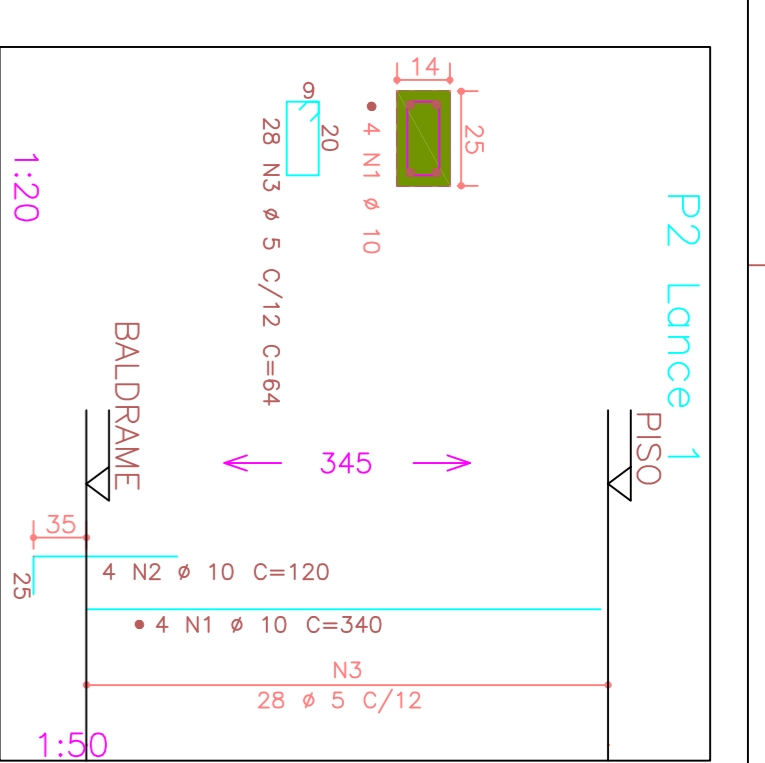 P2 Lance 1
14
25
● 4 N1 ø 10
9
20
28 N3 ø 5 C/12 C=64
1:20
PISO
345
BALDRAME
35
25
4 N2 ø 10 C=120
● 4 N1 ø 10 C=340
N3
28 ø 5 C/12
1:50